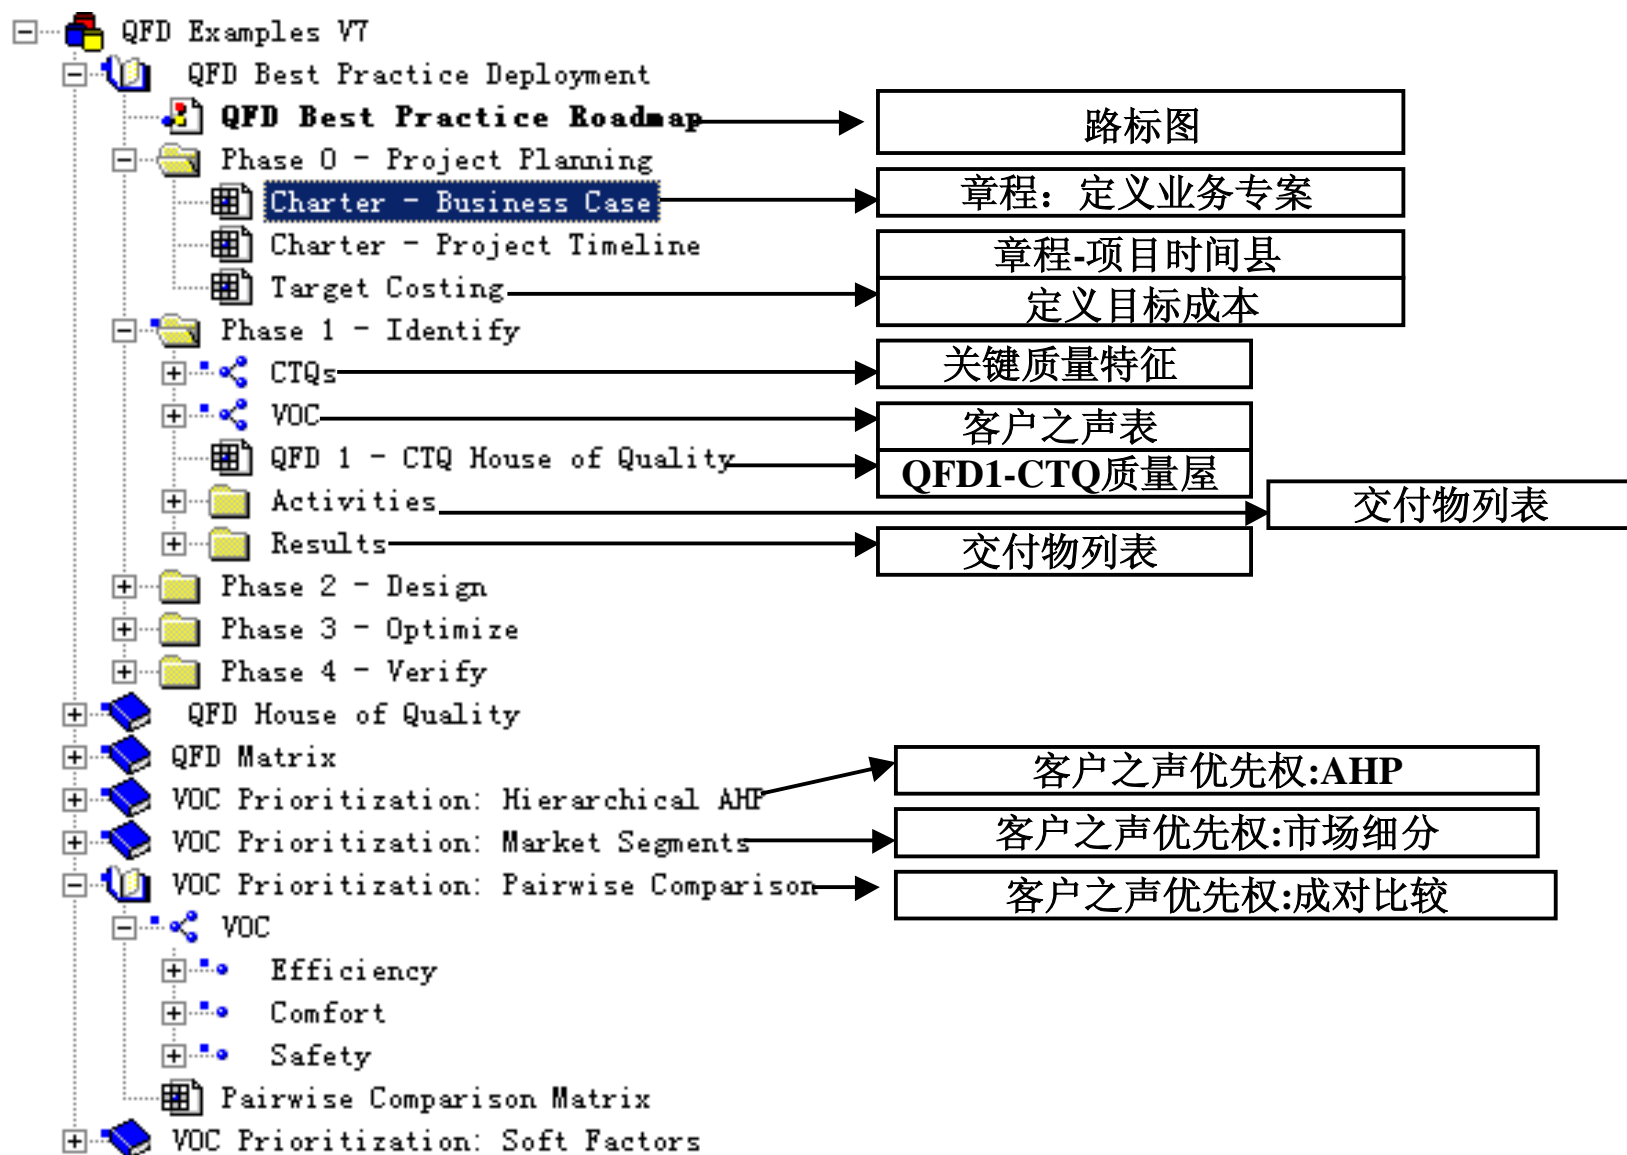 QFD Examples V7
QFD Best Practice Deployment
QFD Best Practice Roadmap
路标图
Phase 0 - Project Planning
Charter - Business Case
章程：定义业务专案
Charter - Project Timeline
章程-项目时间县
Target Costing
定义目标成本
Phase 1 - Identify
CTQs
关键质量特征
VOC
客户之声表
QFD 1 - CTQ House of Quality
QFD1-CTQ质量屋
Activities
交付物列表
Results
交付物列表
Phase 2 - Design
Phase 3 - Optimize
Phase 4 - Verify
QFD House of Quality
QFD Matrix
VOC Prioritization: Hierarchical AHP
客户之声优先权:AHP
VOC Prioritization: Market Segments
客户之声优先权:市场细分
VOC Prioritization: Pairwise Comparison
客户之声优先权:成对比较
VOC
Efficiency
Comfort
Safety
Pairwise Comparison Matrix
VOC Prioritization: Soft Factors